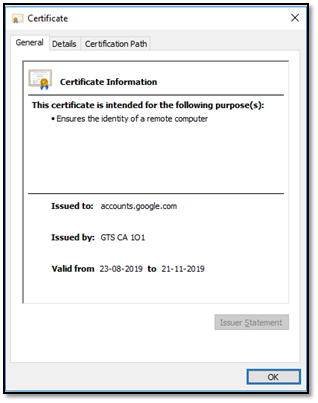 Certificate
General Details Certification Path
Certificate Information
This certificate is intended for the following purpose(s):
• Ensures the identity of a remote computer
Issued to: accounts.google.com
Issued by: GTS CA 1O1
Valid from 23-08-2019 to 21-11-2019
Issuer Statement
OK